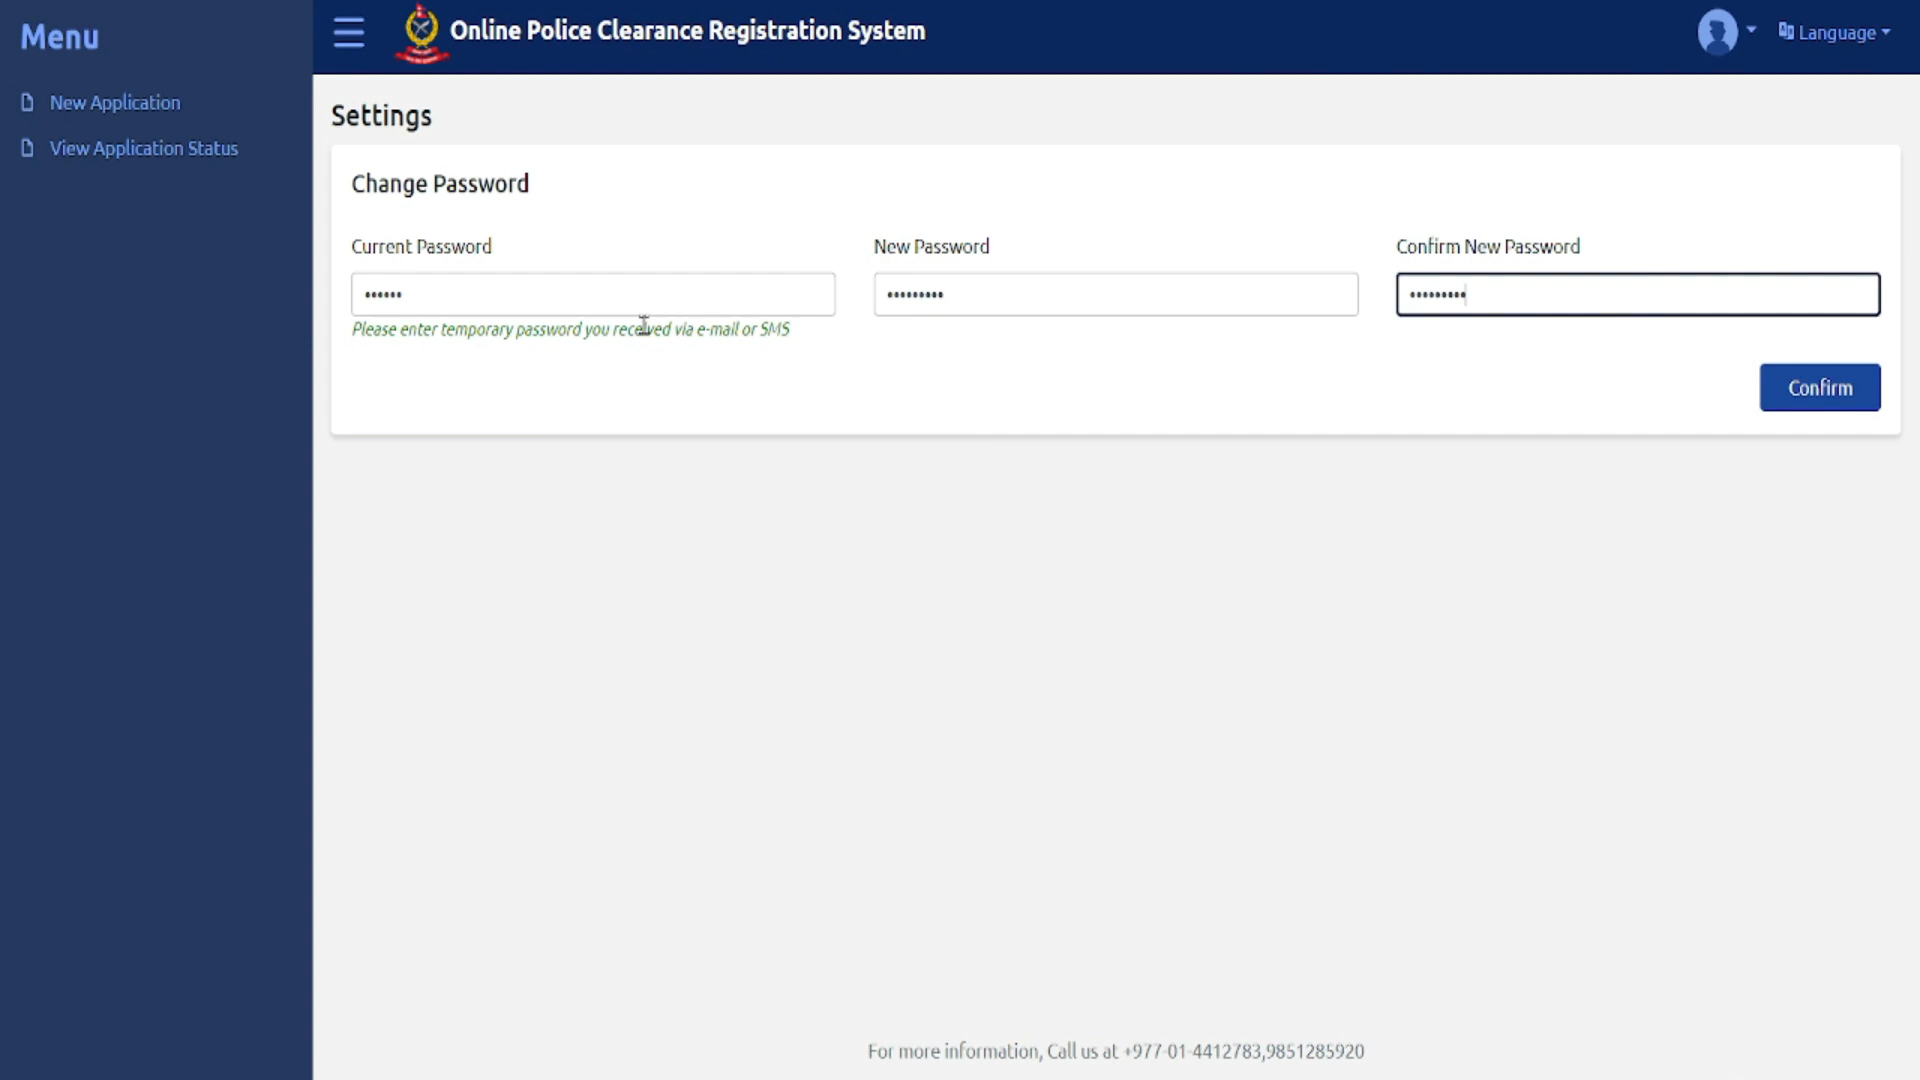 Menu
New Application
View Application Status
Online Police Clearance Registration System
Language
Settings
Change Password
Current Password
••••••
Please enter temporary password you received via e-mail or SMS
New Password
•••••••••
Confirm New Password
•••••••••
Confirm
For more information, Call us at +977-01-4412783,9851285920